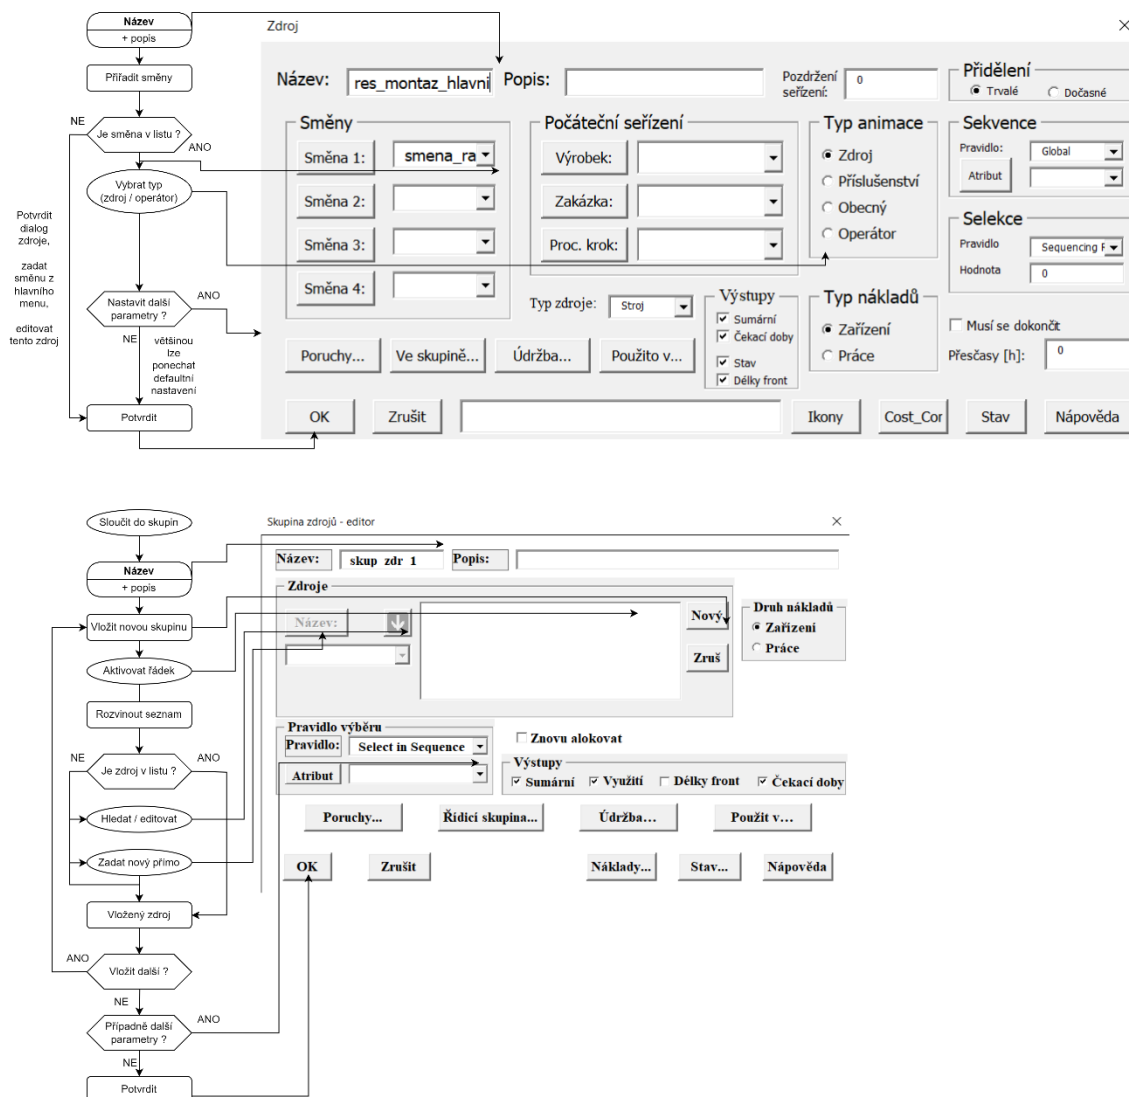 Název
+ popis
Přiřadit směny
NE
Je směna v listu ?
ANO
Vybrat typ
(zdroj / operátor)
Potvrdit
dialog
zdroje,
zadat
směnu z
hlavního
menu,
editovat
tento zdroj
Nastavit další
parametry ?
ANO
NE
většinou
lze
ponechat
defaultní
nastavení
Potvrdit
Zdroj
Název: res_montaz_hlavni Popis:
Pozdržení
seřízení: 0
Přidělení
Trvalé Dočasné
Směny
Směna 1: smena_ra
Směna 2:
Směna 3:
Směna 4:
Počáteční seřízení
Výrobek:
Zakázka:
Proc. krok:
Typ animace
Zdroj
Příslušenství
Obecný
Operátor
Sekvence
Pravidlo: Global
Atribut
Selekce
Pravidlo Sequencing F
Hodnota 0
Typ zdroje: Stroj
Výstupy
Sumární
Čekací doby
Stav
Délky front
Typ nákladů
Zařízení
Práce
Musí se dokončit
Přesčasy [h]: 0
Poruchy... Ve skupině... Údržba... Použito v...
OK Zrušit Ikony Cost_Cor Stav Nápověda
Sloučit do skupin
Název
+ popis
Vložit novou skupinu
Aktivovat řádek
Rozvinout seznam
NE
ANO
Je zdroj v listu ?
Hledat / editovat
Zadat nový přímo
Vložený zdroj
ANO
Vložit další ?
NE
Případně další
parametry ?
ANO
NE
Potvrdit
Skupina zdrojů - editor
Název: skup_zdr_1 Popis:
Zdroje
Název:
Nový
Zruš
Druh nákladů
Zařízení
Práce
Pravidlo výběru
Pravidlo: Select in Sequence
Atribut
Znovu alokovat
Výstupy
Sumární Využití Délky front Čekací doby
Poruchy... Řídicí skupina... Údržba... Použit v...
OK Zrušit Náklady... Stav... Nápověda